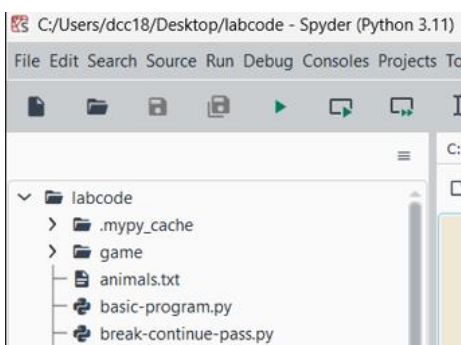 C:/Users/dcc18/Desktop/labcode - Spyder (Python 3.11)
File Edit Search Source Run Debug Consoles Projects
C:
labcode
.mypy_cache
game
animals.txt
basic-program.py
break-continue-pass.py